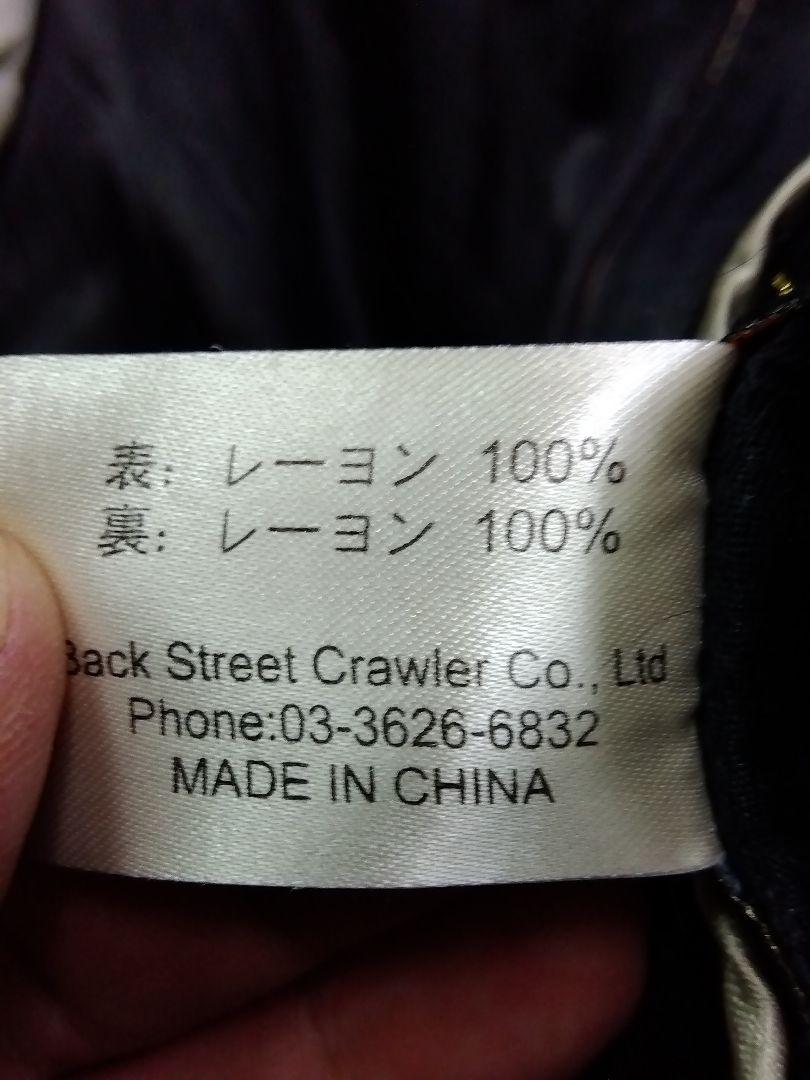 表: レーヨン 100%
裏: レーヨン 100%
Back Street Crawler Co., Ltd
Phone:03-3626-6832
MADE IN CHINA